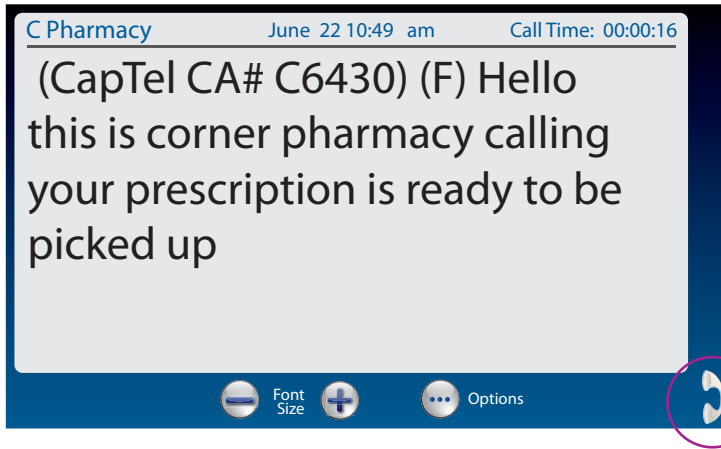 C Pharmacy June 22 10:49 am Call Time: 00:00:16
(CapTel CA# C6430) (F) Hello
this is corner pharmacy calling
your prescription is ready to be
picked up
Font
Size
Options